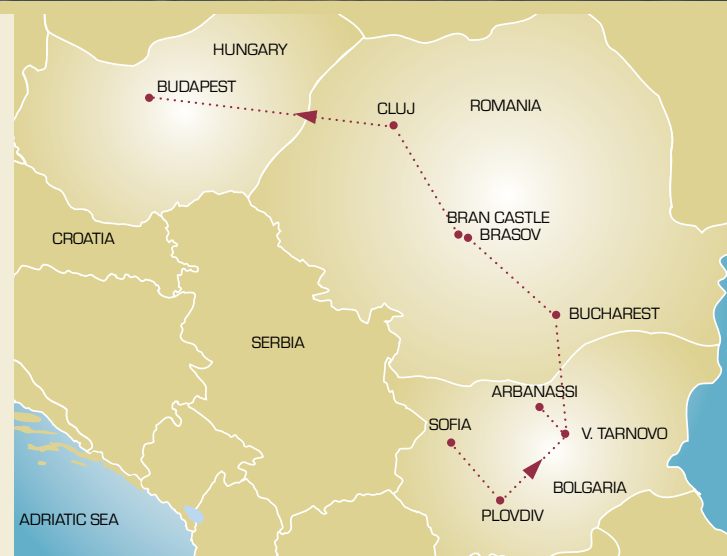 HUNGARY
BUDAPEST
CLUJ
ROMANIA
BRAN CASTLE
BRASOV
CROATIA
BUCHAREST
SERBIA
ARBANASSI
SOFIA
V. TARNOVO
BOLGARIA
PLOVDIV
ADRIATIC SEA